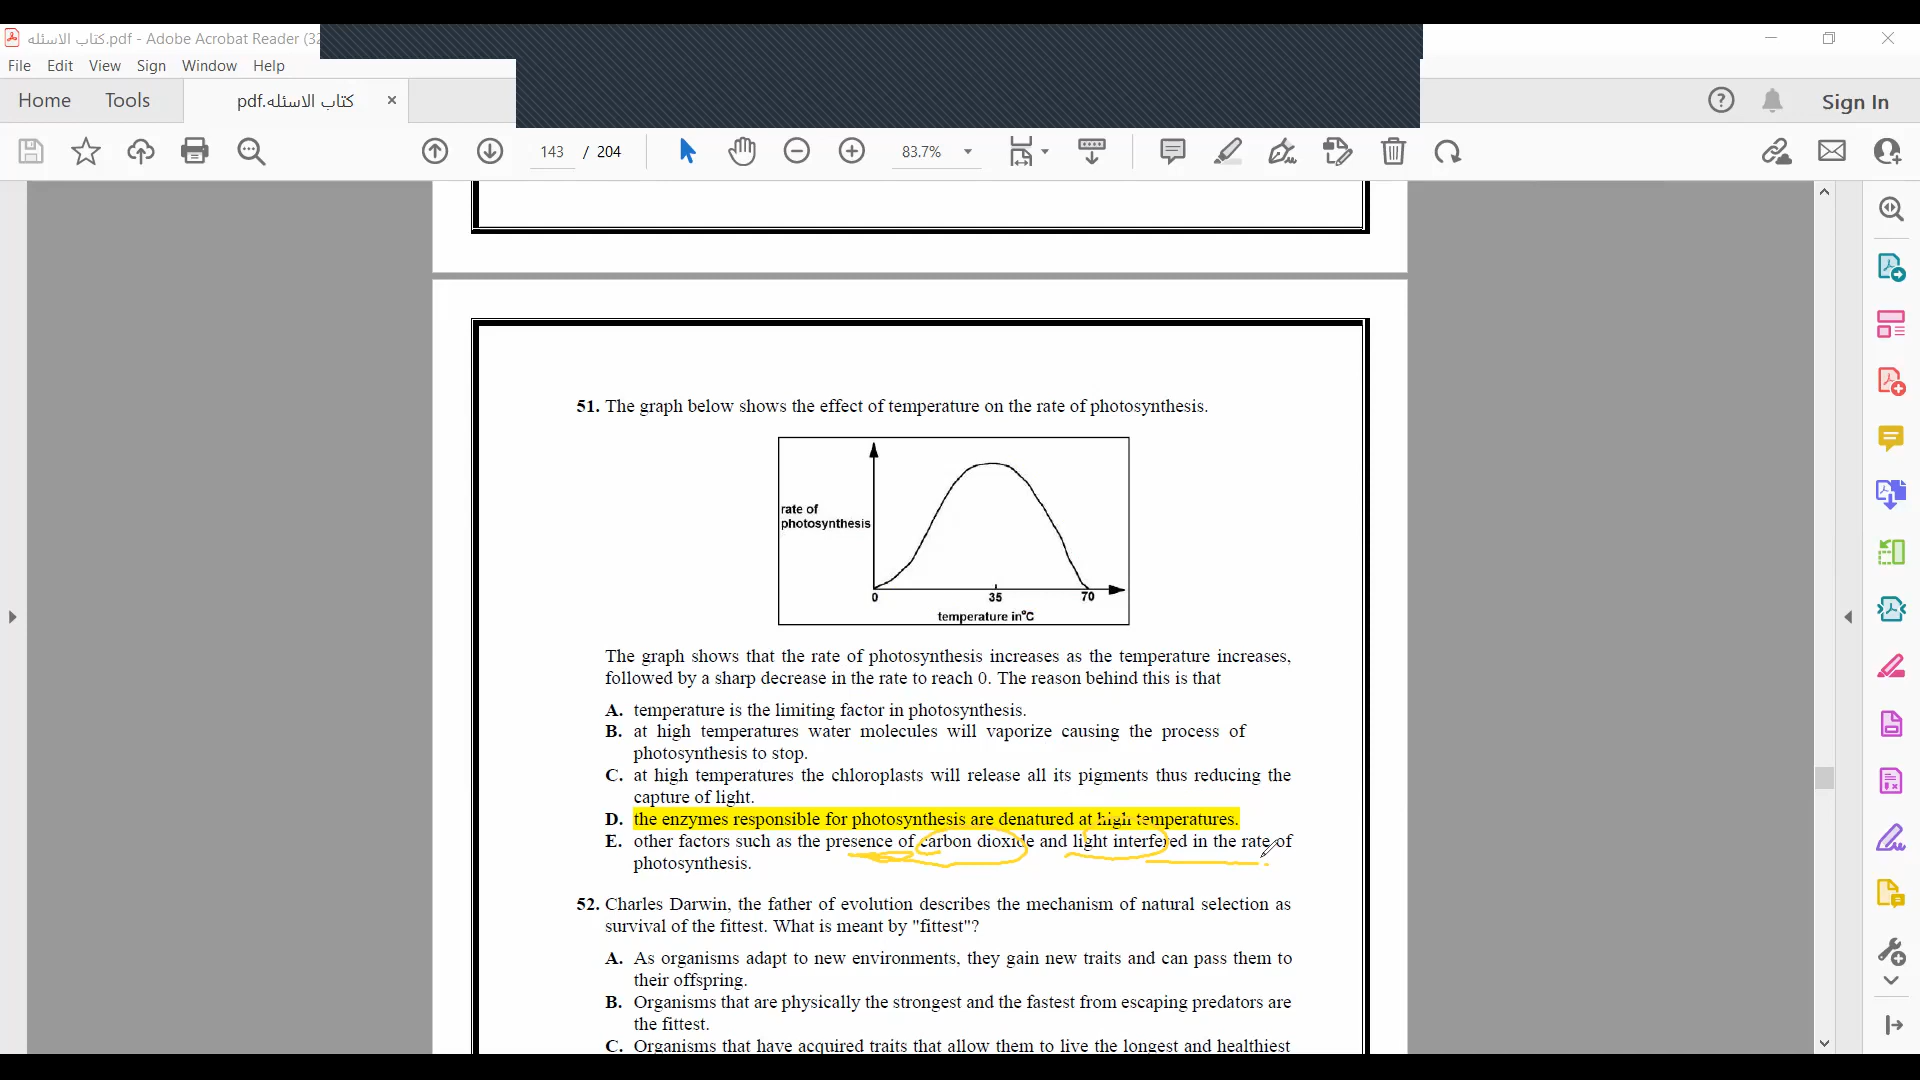 كتاب الاسئله.pdf - Adobe Acrobat Reader (32
File Edit View Sign Window Help
Home Tools كتاب الاسئله.pdf × Sign In
143 / 204 83.7%
51. The graph below shows the effect of temperature on the rate of photosynthesis.
rate of
photosynthesis
0 35 70
temperature in°C
The graph shows that the rate of photosynthesis increases as the temperature increases,
followed by a sharp decrease in the rate to reach 0. The reason behind this is that
A. temperature is the limiting factor in photosynthesis.
B. at high temperatures water molecules will vaporize causing the process of
photosynthesis to stop.
C. at high temperatures the chloroplasts will release all its pigments thus reducing the
capture of light.
D. the enzymes responsible for photosynthesis are denatured at high temperatures.
E. other factors such as the presence of carbon dioxide and light interfered in the rate of
photosynthesis.
52. Charles Darwin, the father of evolution describes the mechanism of natural selection as
survival of the fittest. What is meant by "fittest"?
A. As organisms adapt to new environments, they gain new traits and can pass them to
their offspring.
B. Organisms that are physically the strongest and the fastest from escaping predators are
the fittest.
C. Organisms that have acquired traits that allow them to live the longest and healthiest